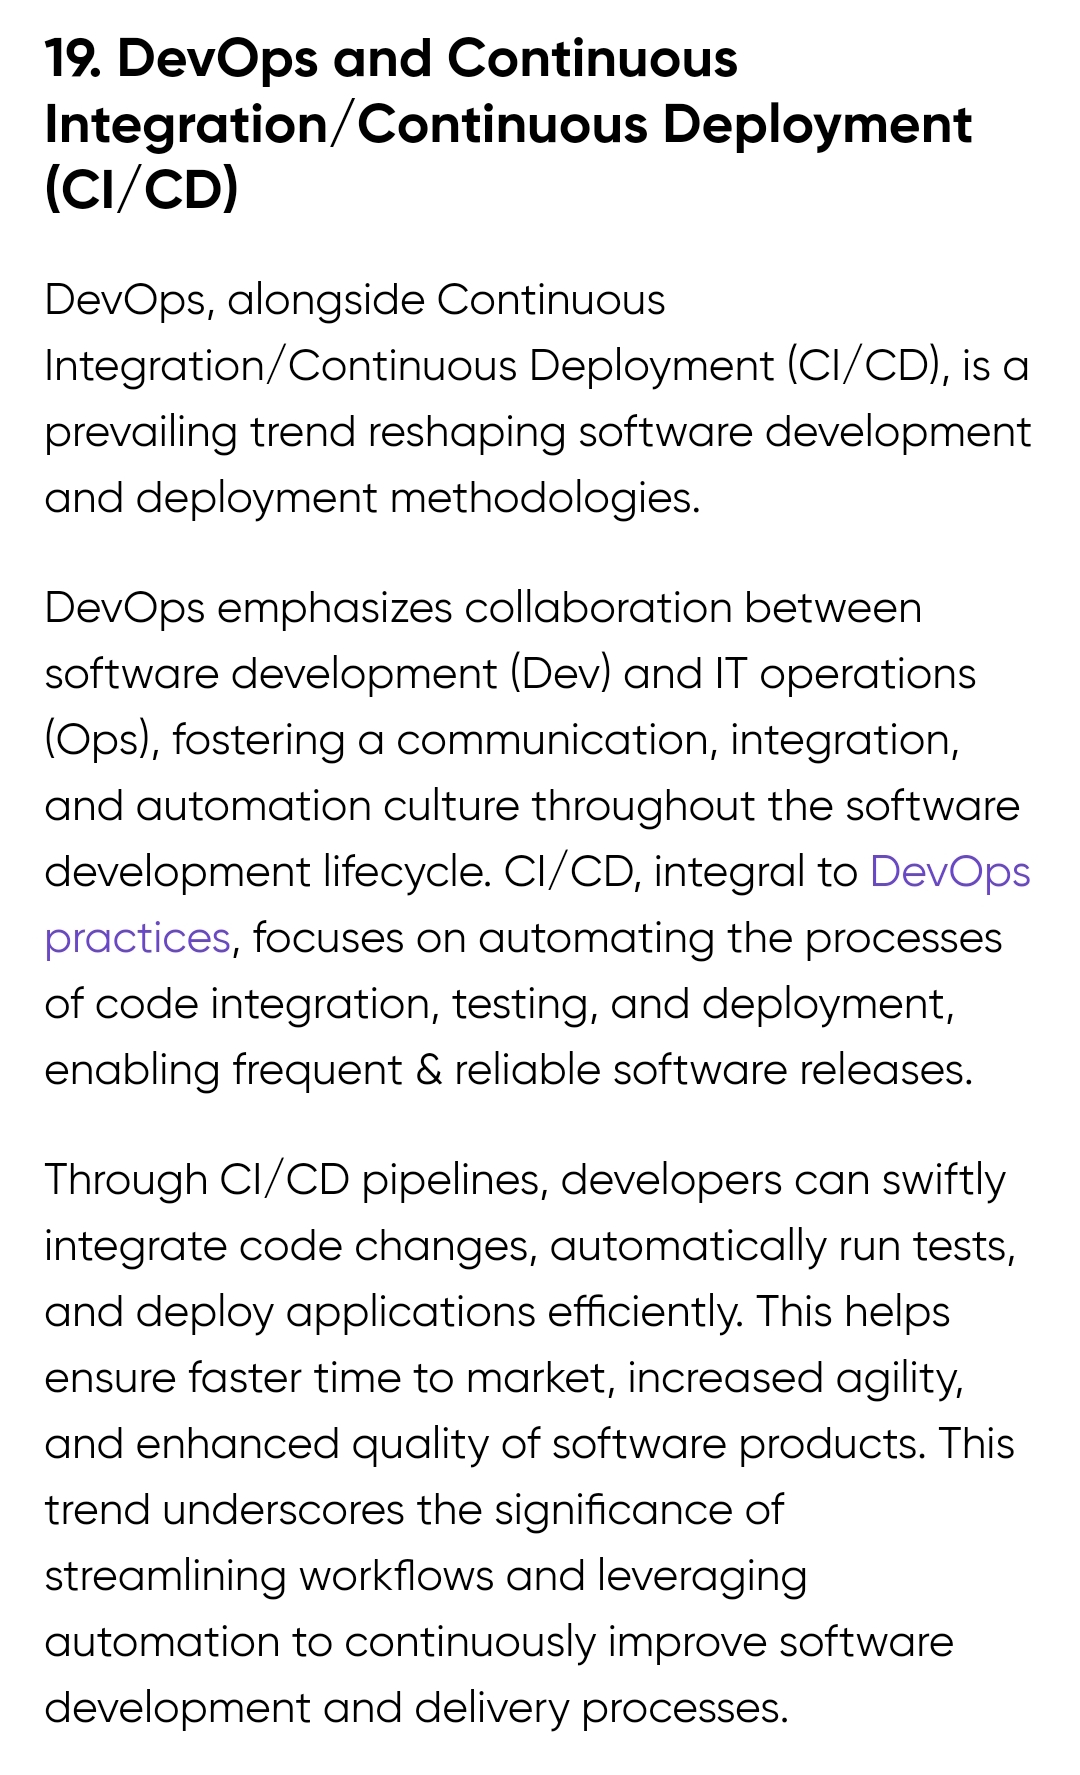 19. DevOps and Continuous
Integration/Continuous Deployment
(CI/CD)
DevOps, alongside Continuous
Integration/Continuous Deployment (CI/CD), is a
prevailing trend reshaping software development
and deployment methodologies.
DevOps emphasizes collaboration between
software development (Dev) and IT operations
(Ops), fostering a communication, integration,
and automation culture throughout the software
development lifecycle. CI/CD, integral to DevOps
practices, focuses on automating the processes
of code integration, testing, and deployment,
enabling frequent & reliable software releases.
Through CI/CD pipelines, developers can swiftly
integrate code changes, automatically run tests,
and deploy applications efficiently. This helps
ensure faster time to market, increased agility,
and enhanced quality of software products. This
trend underscores the significance of
streamlining workflows and leveraging
automation to continuously improve software
development and delivery processes.